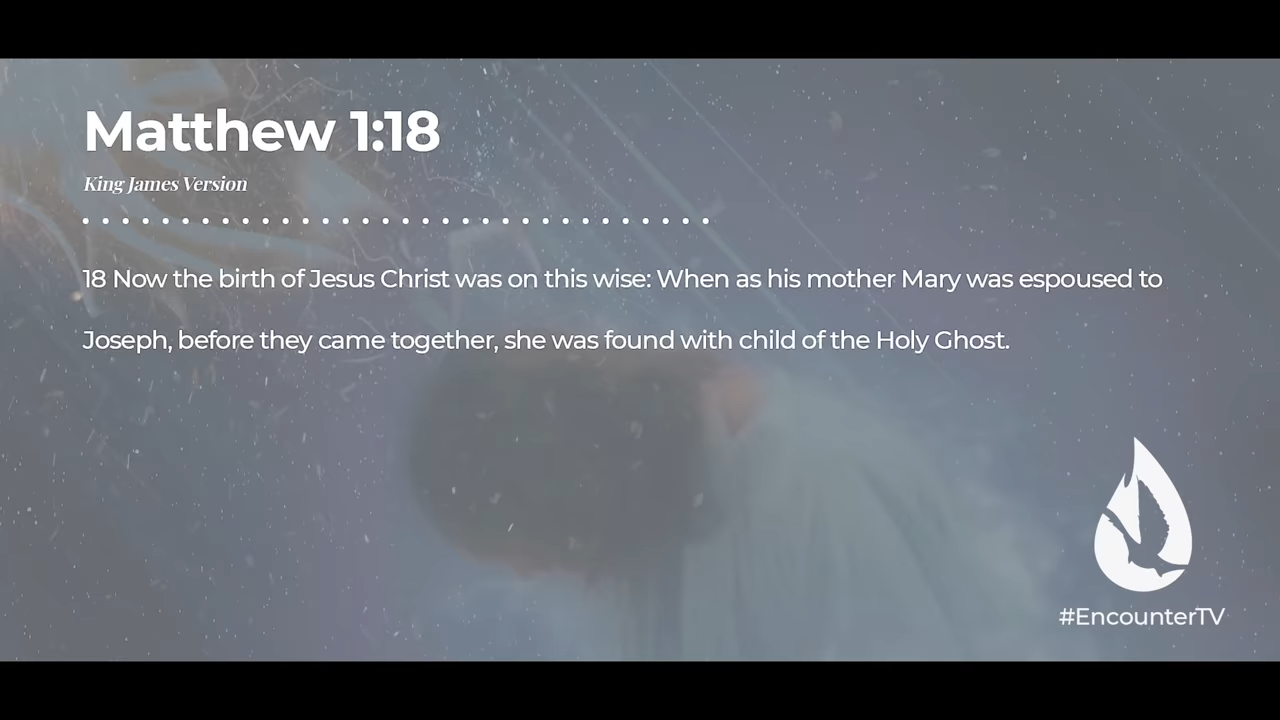 Matthew 1:18
King James Version
18 Now the birth of Jesus Christ was on this wise: When as his mother Mary was espoused to
Joseph, before they came together, she was found with child of the Holy Ghost.
#EncounterTV